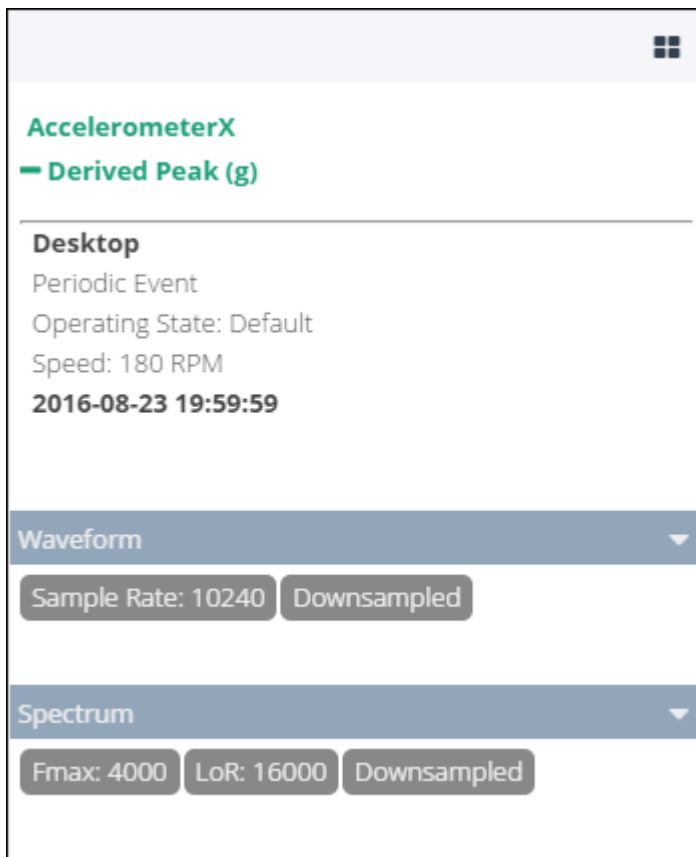 AccelerometerX
Derived Peak (g)
Desktop
Periodic Event
Operating State: Default
Speed: 180 RPM
2016-08-23 19:59:59
Waveform
Sample Rate: 10240 Downsampled
Spectrum
Fmax: 4000 LoR: 16000 Downsampled